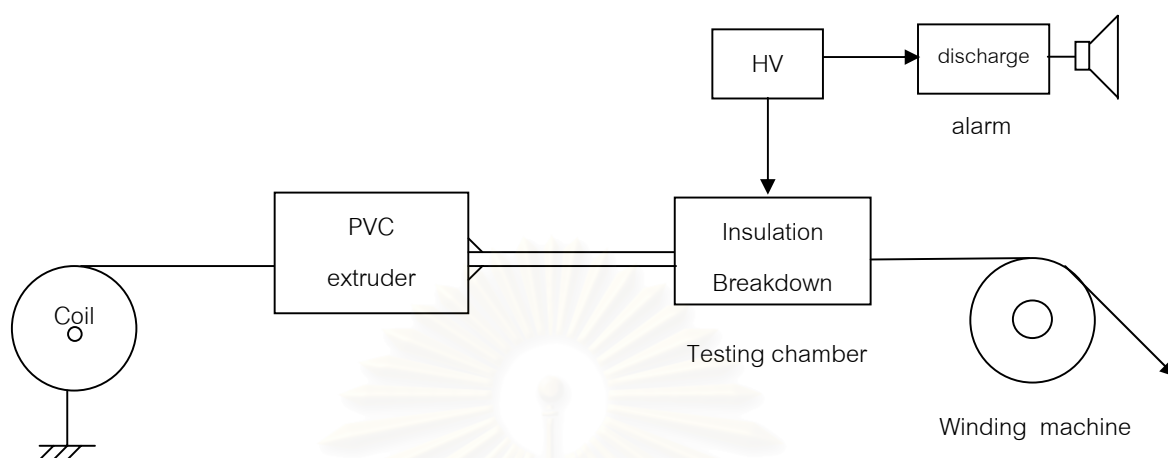 HV
discharge
alarm
PVC
extruder
Insulation
Breakdown
Coil
Testing chamber
Winding machine